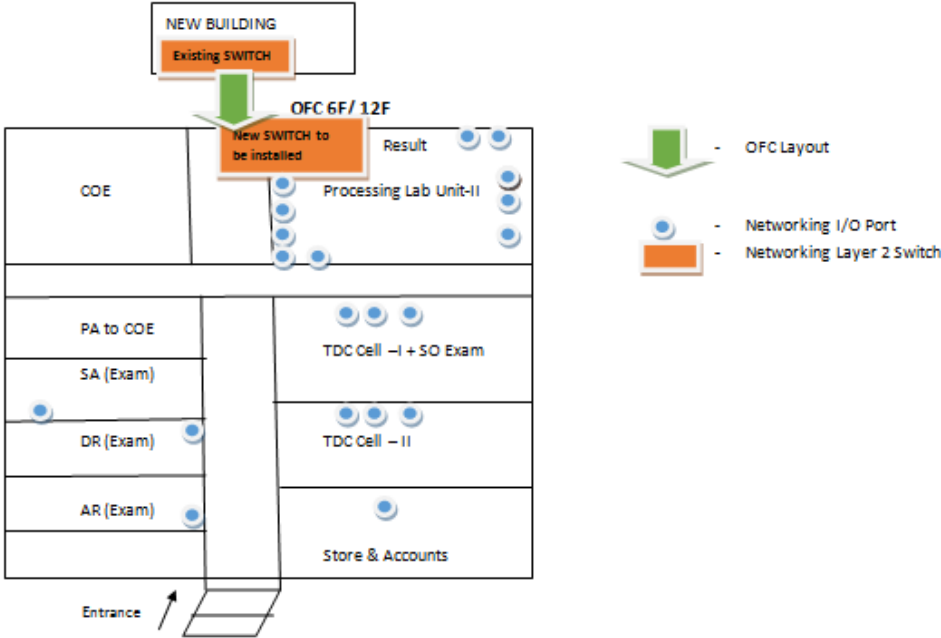 NEW BUILDING
Existing SWITCH
OFC 6F/ 12F
New SWITCH to
be installed
Result
COE
Processing Lab Unit-II
- OFC Layout
- Networking I/O Port
- Networking Layer 2 Switch
PA to COE
TDC Cell –I + SO Exam
SA (Exam)
DR (Exam)
TDC Cell – II
AR (Exam)
Store & Accounts
Entrance